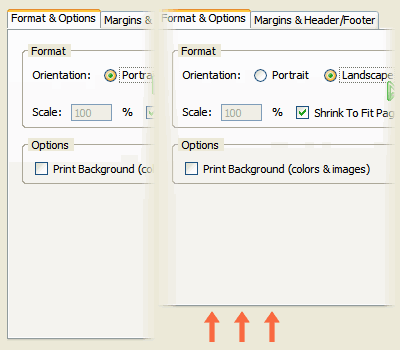 Format & Options Margins &
Format
Orientation: Portra
Scale: 100 %
Options
Print Background (co
Format & Options Margins & Header/Footer
Format
Orientation: Portrait Landscape
Scale: 100 % Shrink To Fit Pag
Options
Print Background (colors & images)